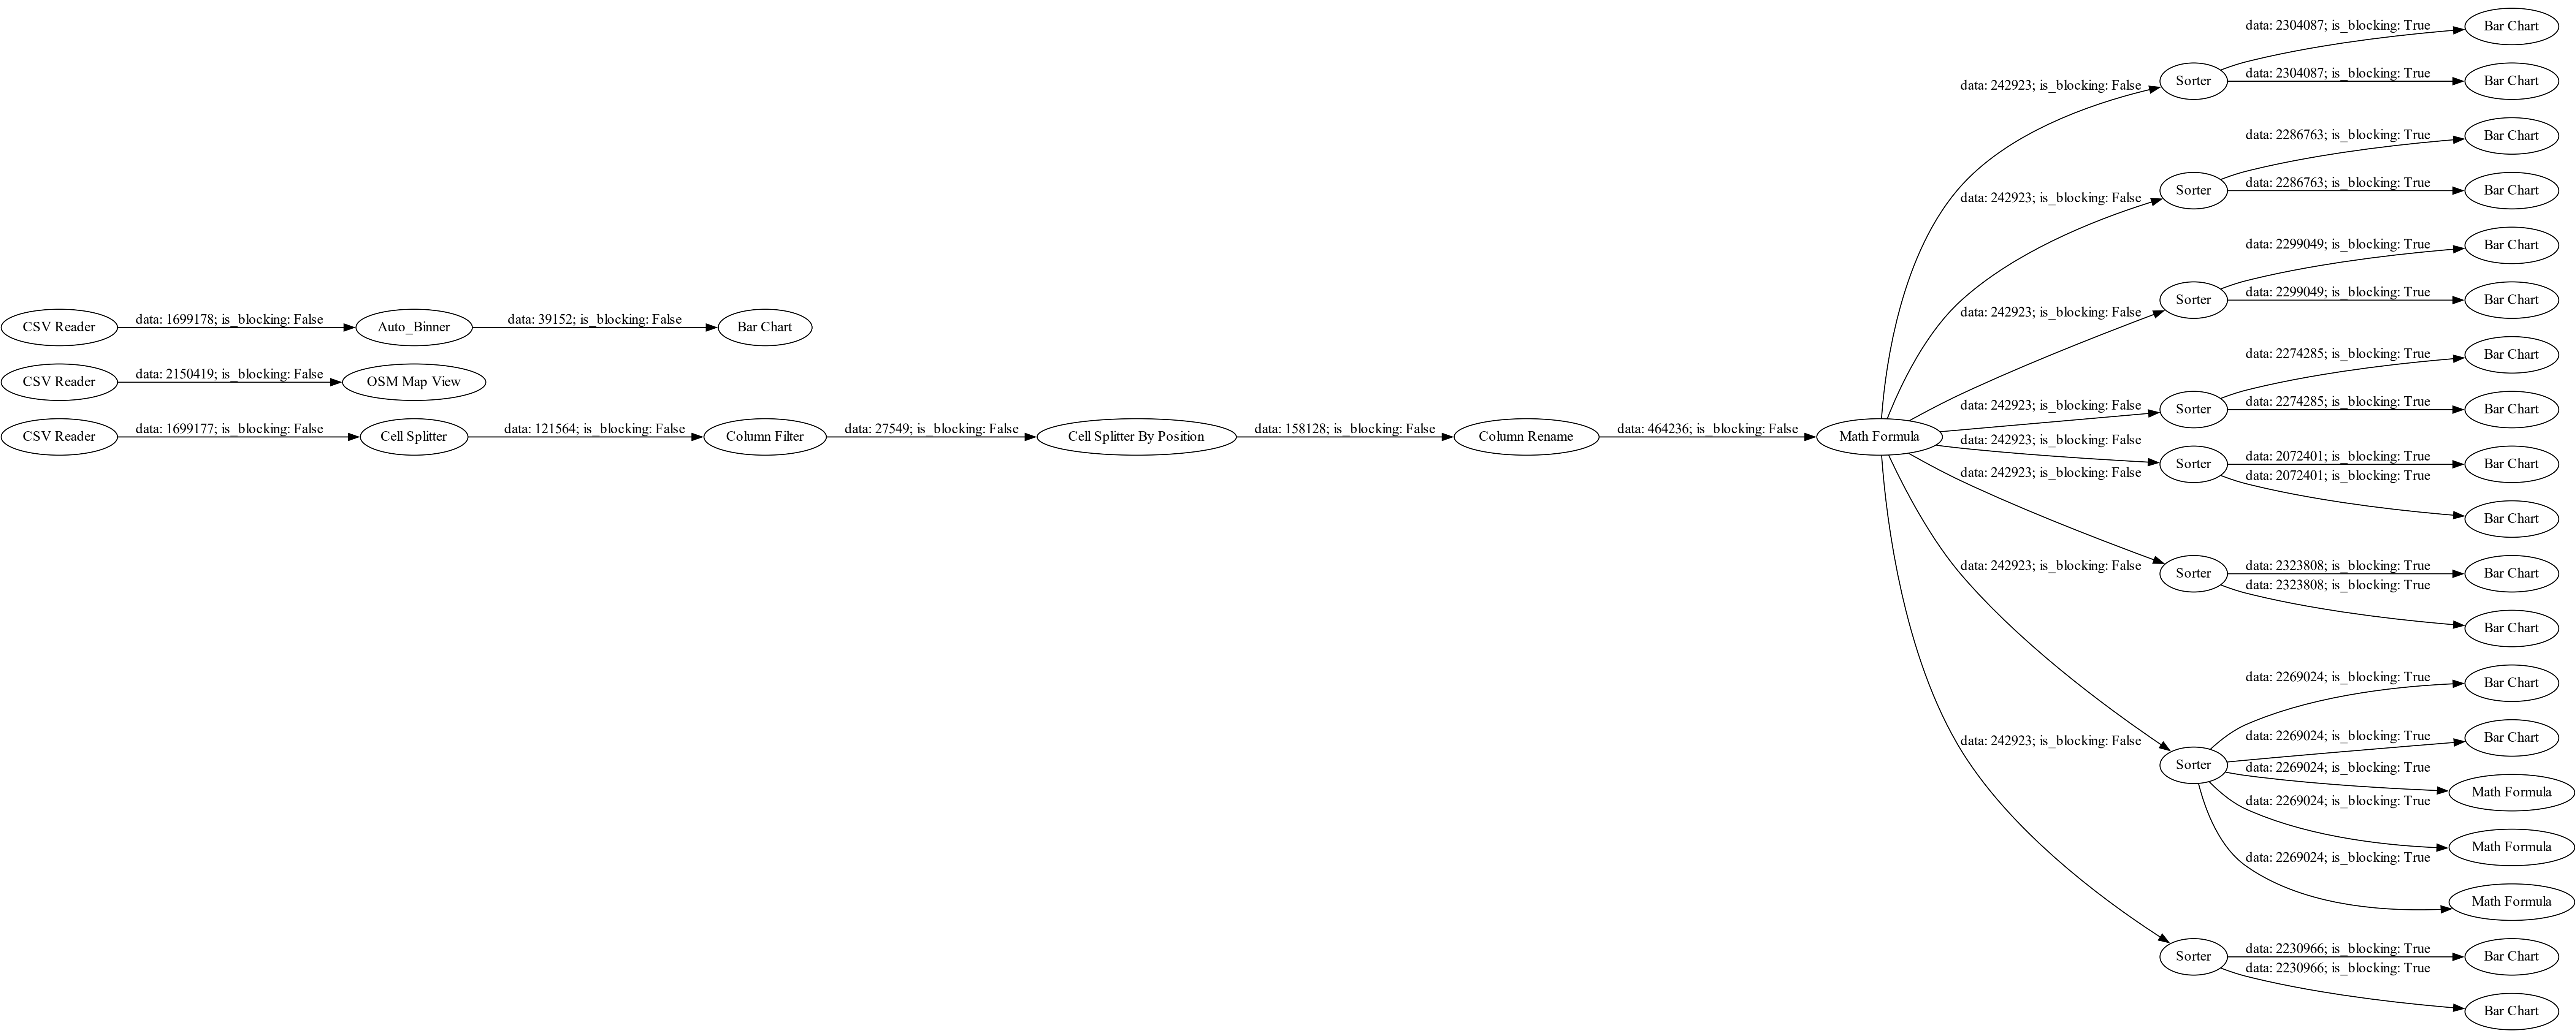 data: 2304087; is_blocking: True
Bar Chart
data: 2304087; is_blocking: True
Sorter
Bar Chart
data: 242923; is_blocking: False
data: 2286763; is_blocking: True
Bar Chart
data: 2286763; is_blocking: True
Sorter
Bar Chart
data: 242923; is_blocking: False
data: 2299049; is_blocking: True
Bar Chart
data: 2299049; is_blocking: True
Sorter
Bar Chart
data: 242923; is_blocking: False
CSV Reader
data: 1699178; is_blocking: False
Auto_Binner
data: 39152; is_blocking: False
Bar Chart
data: 2274285; is_blocking: True
Bar Chart
CSV Reader
data: 2150419; is_blocking: False
OSM Map View
data: 242923; is_blocking: False
Sorter
data: 2274285; is_blocking: True
Bar Chart
CSV Reader
data: 1699177; is_blocking: False
Cell Splitter
data: 121564; is_blocking: False
Column Filter
data: 27549; is_blocking: False
Cell Splitter By Position
data: 158128; is_blocking: False
Column Rename
data: 464236; is_blocking: False
Math Formula
data: 242923; is_blocking: False
Sorter
data: 2072401; is_blocking: True
Bar Chart
data: 2072401; is_blocking: True
Bar Chart
data: 242923; is_blocking: False
Sorter
data: 2323808; is_blocking: True
Bar Chart
data: 2323808; is_blocking: True
Bar Chart
data: 242923; is_blocking: False
data: 2269024; is_blocking: True
Bar Chart
data: 2269024; is_blocking: True
Bar Chart
data: 242923; is_blocking: False
Sorter
data: 2269024; is_blocking: True
Math Formula
data: 2269024; is_blocking: True
Math Formula
data: 2269024; is_blocking: True
Math Formula
Sorter
data: 2230966; is_blocking: True
Bar Chart
data: 2230966; is_blocking: True
Bar Chart